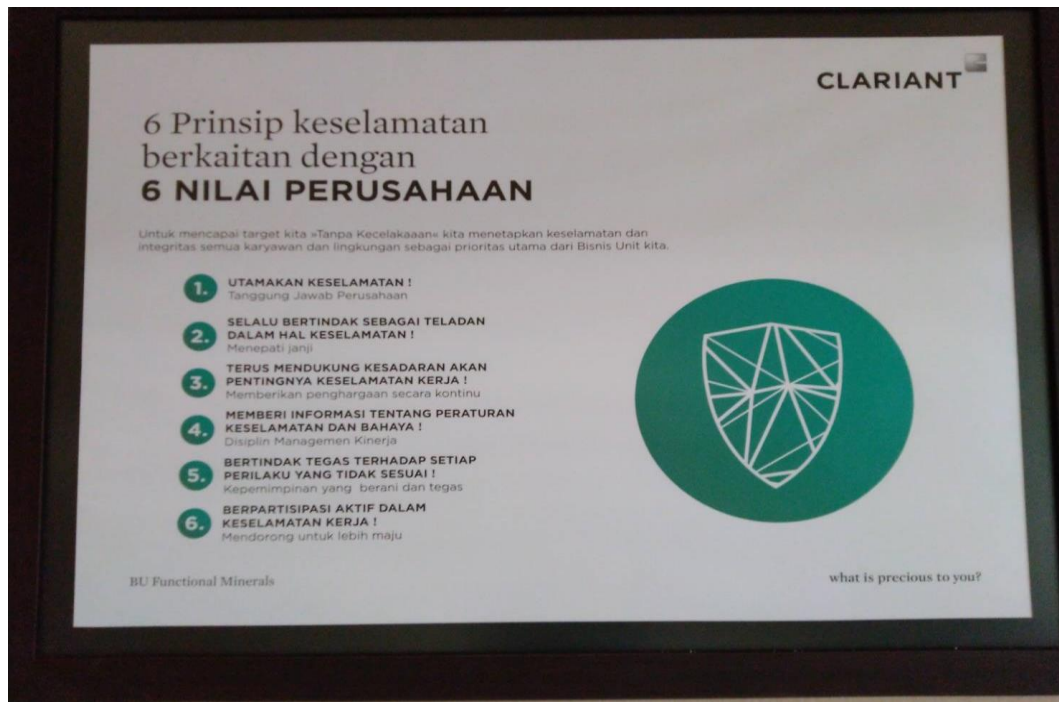 CLARIANT
6 Prinsip keselamatan
berkaitan dengan
6 NILAI PERUSAHAAN
Untuk mencapai target kita »Tanpa Kecelakaaan« kita menetapkan keselamatan dan
integritas semua karyawan dan lingkungan sebagai prioritas utama dari Bisnis Unit kita.
1. UTAMAKAN KESELAMATAN !
Tanggung Jawab Perusahaan
2. SELALU BERTINDAK SEBAGAI TELADAN
DALAM HAL KESELAMATAN !
Menepati janji
3. TERUS MENDUKUNG KESADARAN AKAN
PENTINGNYA KESELAMATAN KERJA !
Memberikan penghargaan secara kontinu
4. MEMBERI INFORMASI TENTANG PERATURAN
KESELAMATAN DAN BAHAYA !
Disiplin Managemen Kinerja
5. BERTINDAK TEGAS TERHADAP SETIAP
PERILAKU YANG TIDAK SESUAI !
Kepemimpinan yang berani dan tegas
6. BERPARTISIPASI AKTIF DALAM
KESELAMATAN KERJA !
Mendorong untuk lebih maju
BU Functional Minerals
what is precious to you?